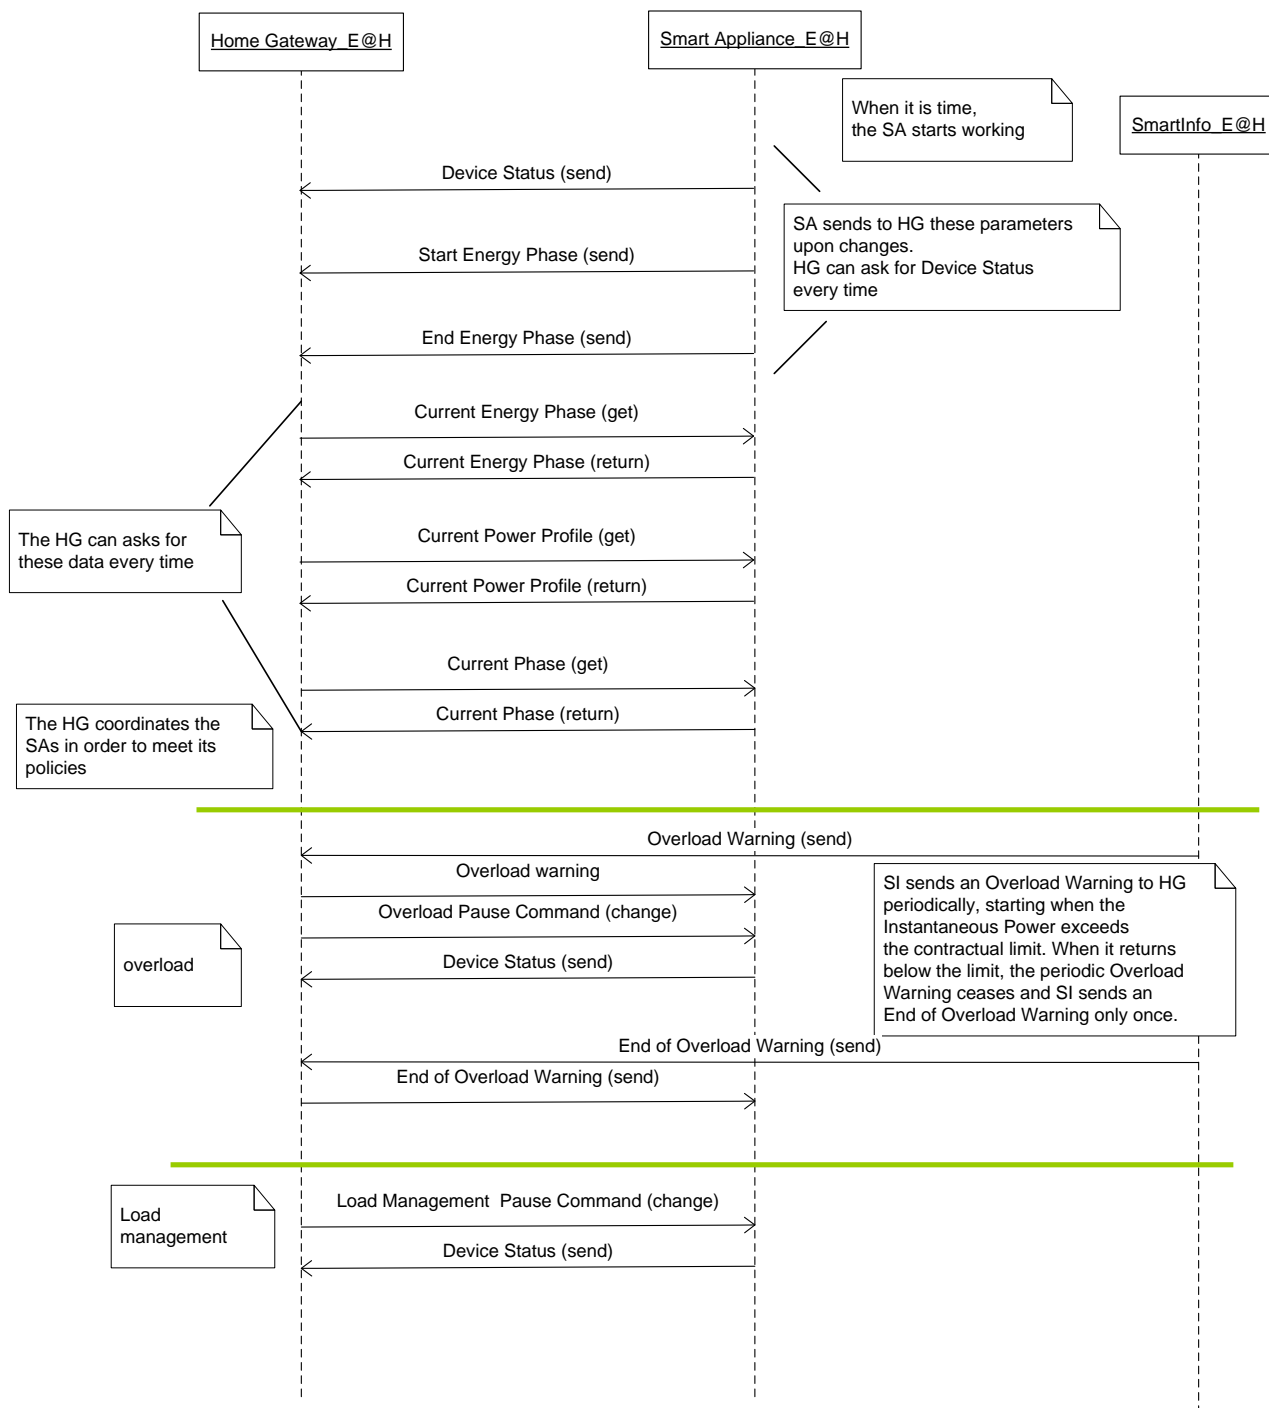 Home Gateway_E@H
Smart Appliance_E@H
When it is time,
the SA starts working
SmartInfo_E@H
Device Status (send)
SA sends to HG these parameters
upon changes.
HG can ask for Device Status
every time
Start Energy Phase (send)
End Energy Phase (send)
Current Energy Phase (get)
Current Energy Phase (return)
The HG can asks for
these data every time
Current Power Profile (get)
Current Power Profile (return)
Current Phase (get)
Current Phase (return)
The HG coordinates the
SAs in order to meet its
policies
Overload Warning (send)
Overload warning
Overload Pause Command (change)
Device Status (send)
overload
SI sends an Overload Warning to HG
periodically, starting when the
Instantaneous Power exceeds
the contractual limit. When it returns
below the limit, the periodic Overload
Warning ceases and SI sends an
End of Overload Warning only once.
End of Overload Warning (send)
End of Overload Warning (send)
Load
management
Load Management  Pause Command (change)
Device Status (send)